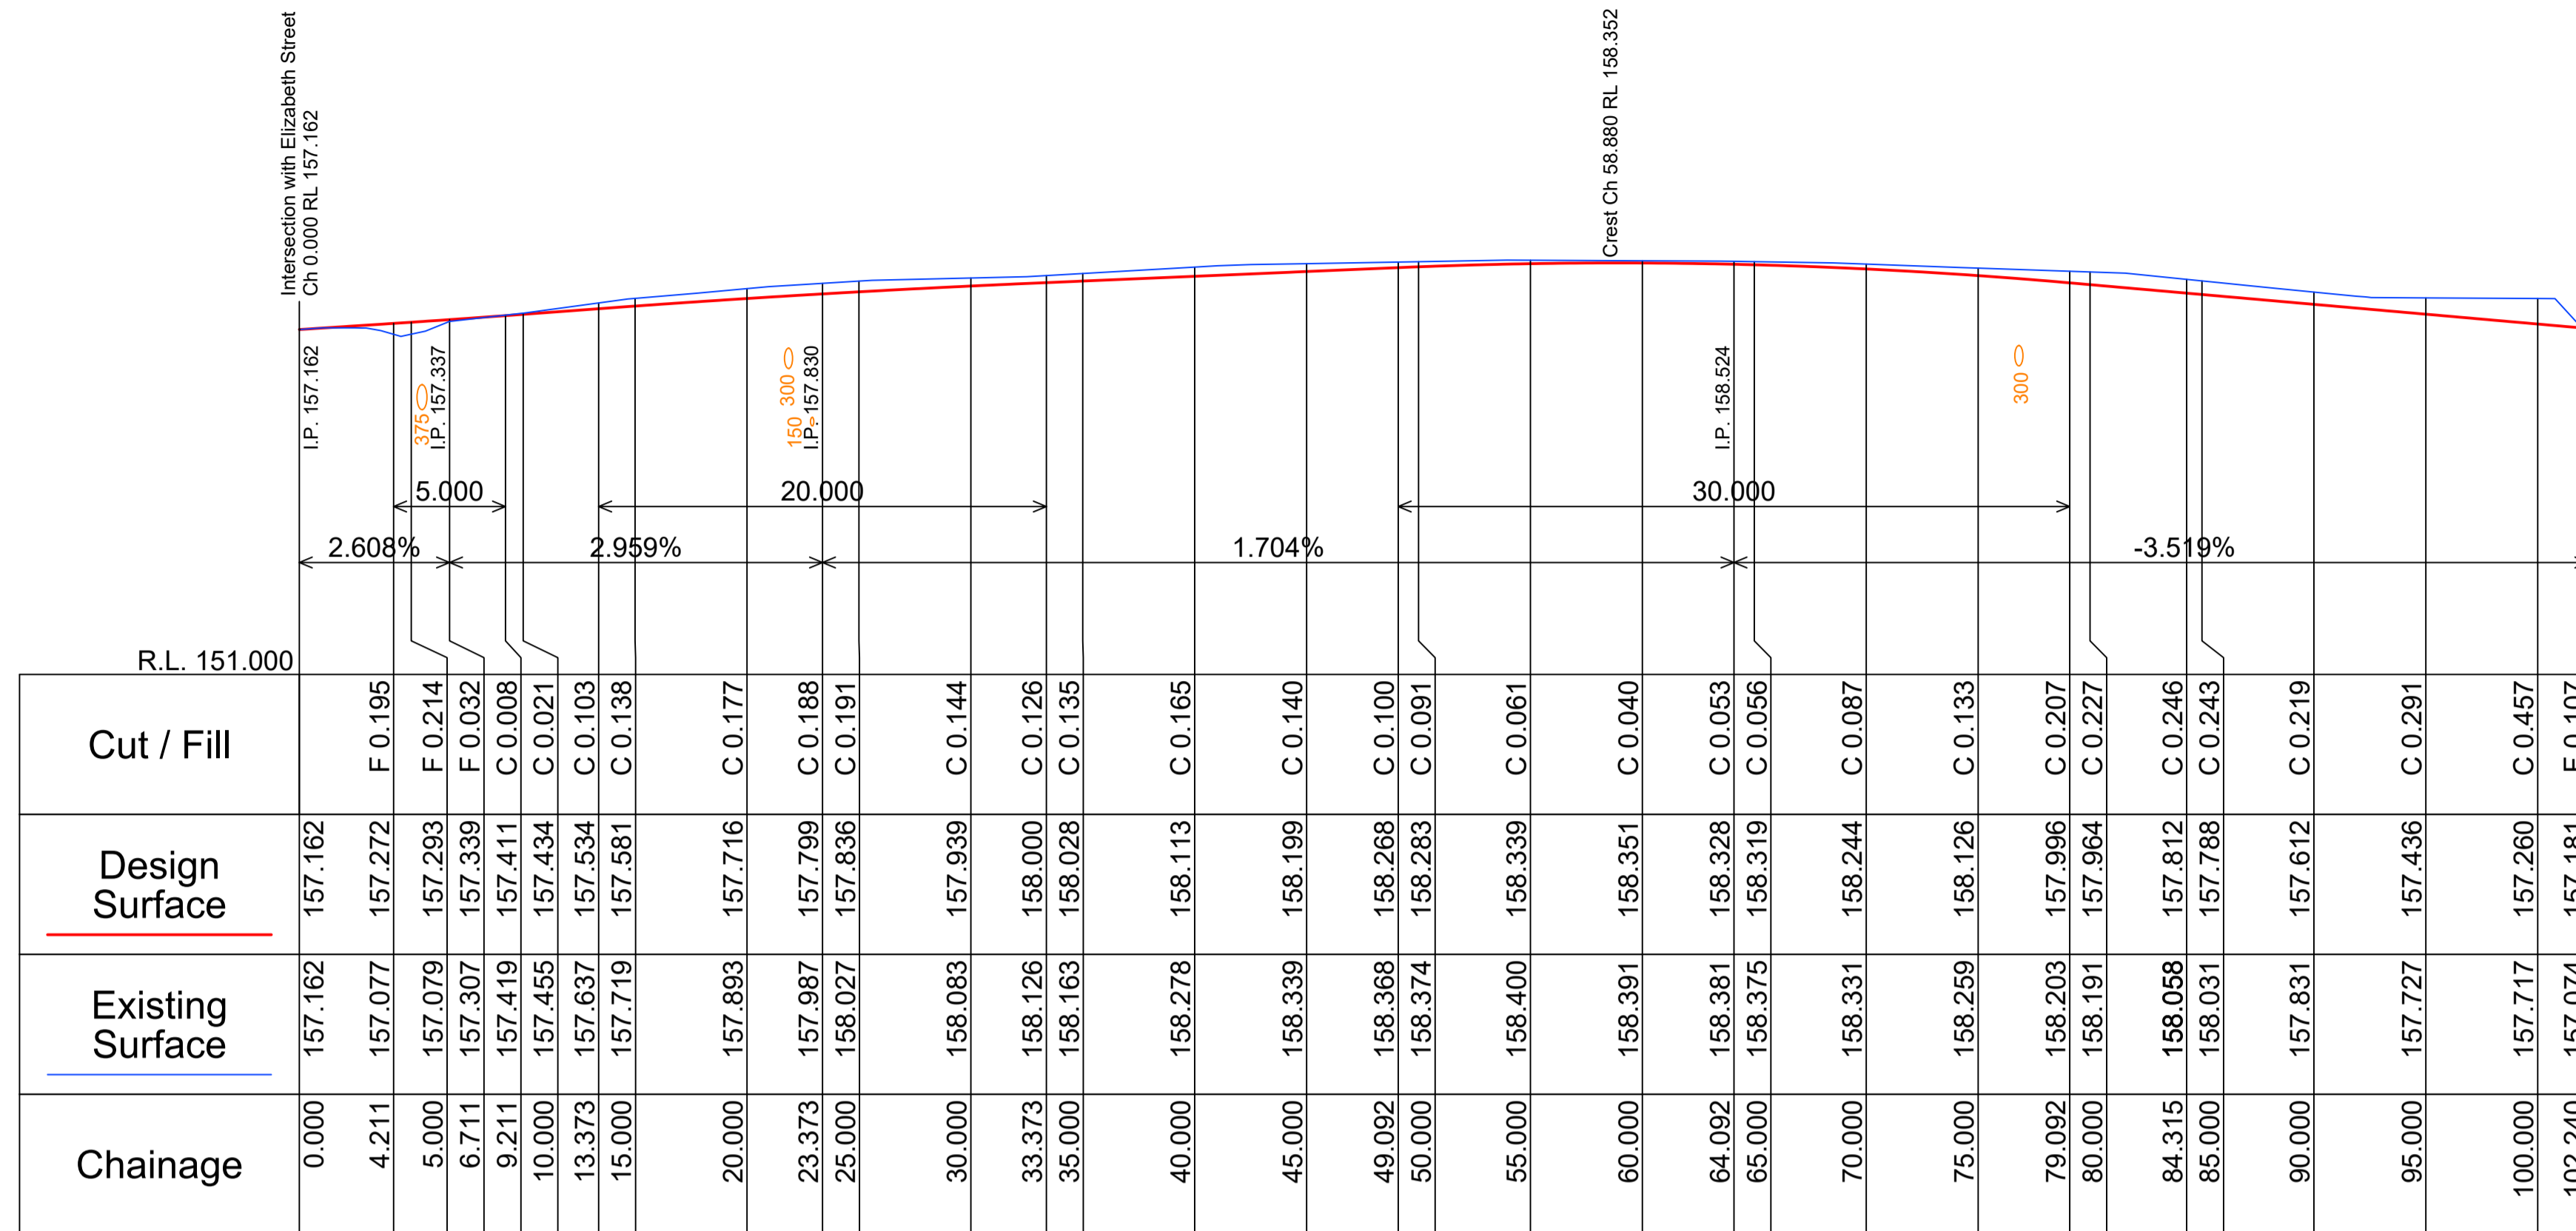 Intersection with Elizabeth Street
Ch 0.000 RL 157.162
Crest Ch 58.880 RL 158.352
I.P. 157.162
375
I.P. 157.337
150 300
I.P. 157.830
I.P. 158.524
300
5.000 20.000 30.000
2.608% 2.959% 1.704% -3.519%
R.L. 151.000
Cut / Fill
F 0.195
F 0.214
F 0.032
C 0.008
C 0.021
C 0.103
C 0.138
C 0.177
C 0.188
C 0.191
C 0.144
C 0.126
C 0.135
C 0.165
C 0.140
C 0.100
C 0.091
C 0.061
C 0.040
C 0.053
C 0.056
C 0.087
C 0.133
C 0.207
C 0.227
C 0.246
C 0.243
C 0.219
C 0.291
C 0.457
F 0.107
Design
Surface
157.162
157.272
157.293
157.339
157.411
157.434
157.534
157.581
157.716
157.799
157.836
157.939
158.000
158.028
158.113
158.199
158.268
158.283
158.339
158.351
158.328
158.319
158.244
158.126
157.996
157.964
157.812
157.788
157.612
157.436
157.260
157.181
Existing
Surface
157.162
157.077
157.079
157.307
157.419
157.455
157.637
157.719
157.893
157.987
158.027
158.083
158.126
158.163
158.278
158.339
158.368
158.374
158.400
158.391
158.381
158.375
158.331
158.259
158.203
158.191
158.058
158.031
157.831
157.727
157.717
157.074
Chainage
0.000
4.211
5.000
6.711
9.211
10.000
13.373
15.000
20.000
23.373
25.000
30.000
33.373
35.000
40.000
45.000
49.092
50.000
55.000
60.000
64.092
65.000
70.000
75.000
79.092
80.000
84.315
85.000
90.000
95.000
100.000
102.240